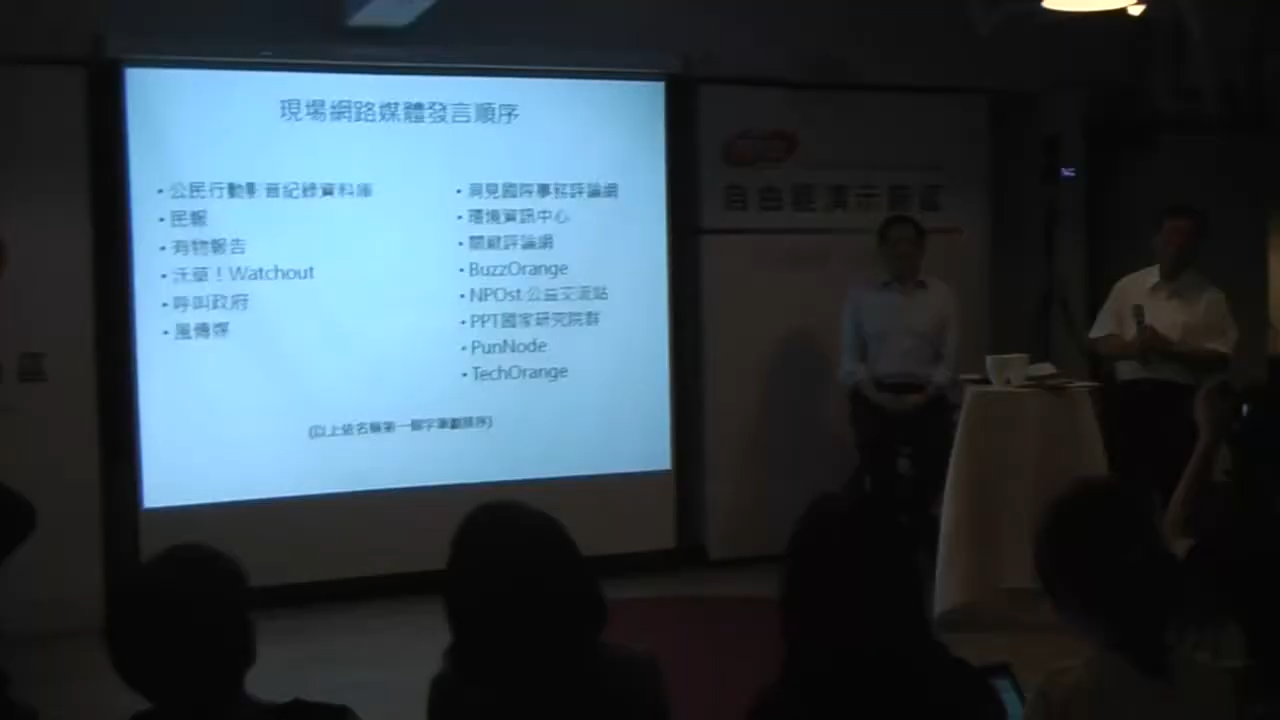 現場網路媒體發言順序
• 公民行動影音紀錄資料庫
• 民報
• 有物報告
• 沃草！Watchout
• 呼叫政府
• 風傳媒
• 洞見國際事務評論網
• 環境資訊中心
• 關鍵評論網
• BuzzOrange
• NPOst 公益交流站
• PPT國家研究院群
• PunNode
• TechOrange
(以上依名稱第一個字筆劃排序)
自由經濟示範區